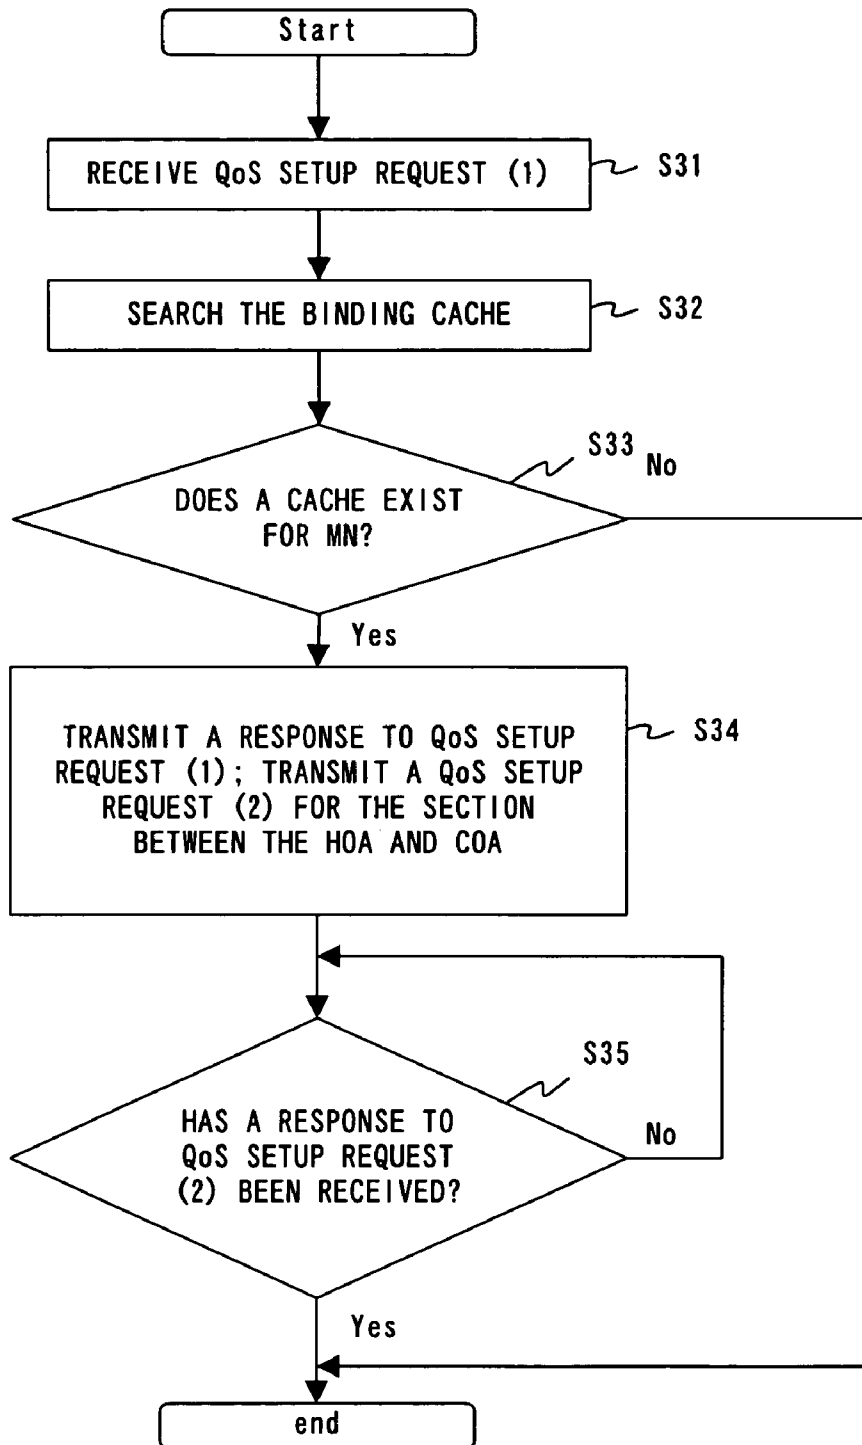 Start
RECEIVE QoS SETUP REQUEST (1)
S31
SEARCH THE BINDING CACHE
S32
S33
No
DOES A CACHE EXIST
FOR MN?
Yes
TRANSMIT A RESPONSE TO QoS SETUP
REQUEST (1); TRANSMIT A QoS SETUP
REQUEST (2) FOR THE SECTION
BETWEEN THE HOA AND COA
S34
S35
HAS A RESPONSE TO
QoS SETUP REQUEST
(2) BEEN RECEIVED?
No
Yes
end